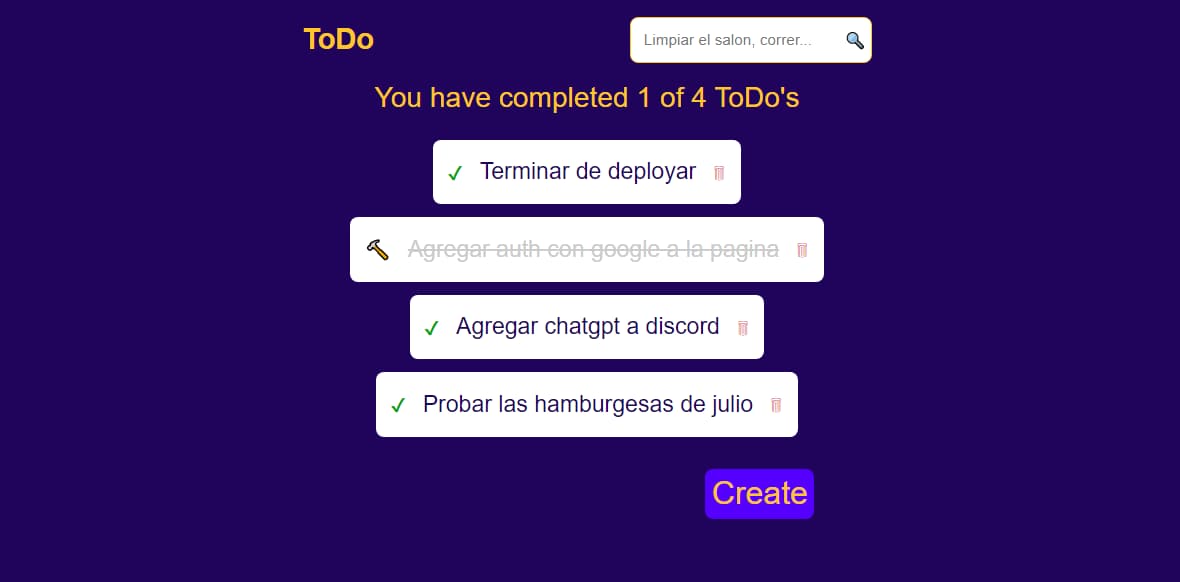 ToDo
Limpiar el salon, correr...
You have completed 1 of 4 ToDo's
Terminar de deployar
Agregar auth con google a la pagina
Agregar chatgpt a discord
Probar las hamburgesas de julio
Create